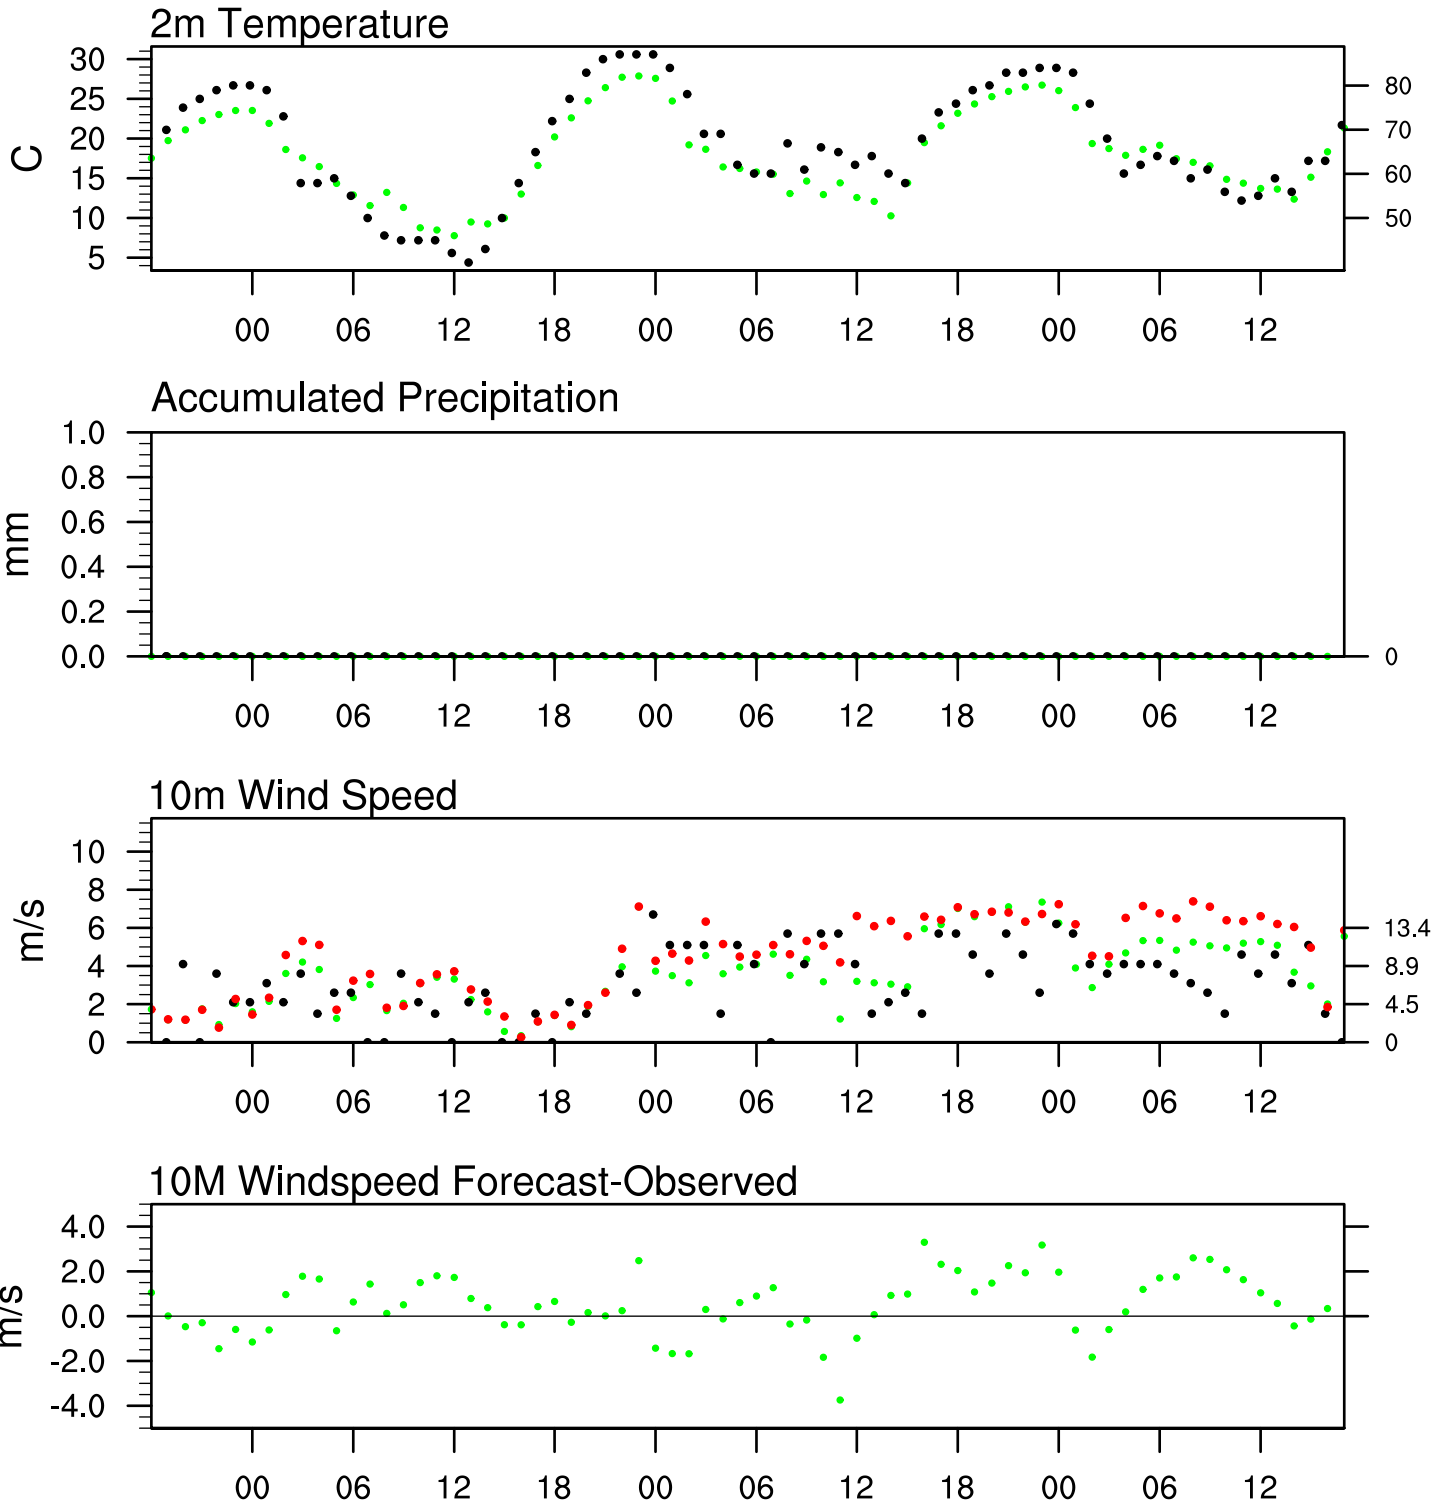 2m Temperature
30
25
20
15
10
5
C
80
70
60
50
00 06 12 18 00 06 12 18 00 06 12
Accumulated Precipitation
1.0
0.8
0.6
0.4
0.2
0.0
mm
0
00 06 12 18 00 06 12 18 00 06 12
10m Wind Speed
10
8
6
4
2
0
m/s
13.4
8.9
4.5
0
00 06 12 18 00 06 12 18 00 06 12
10M Windspeed Forecast-Observed
4.0
2.0
0.0
-2.0
-4.0
m/s
00 06 12 18 00 06 12 18 00 06 12